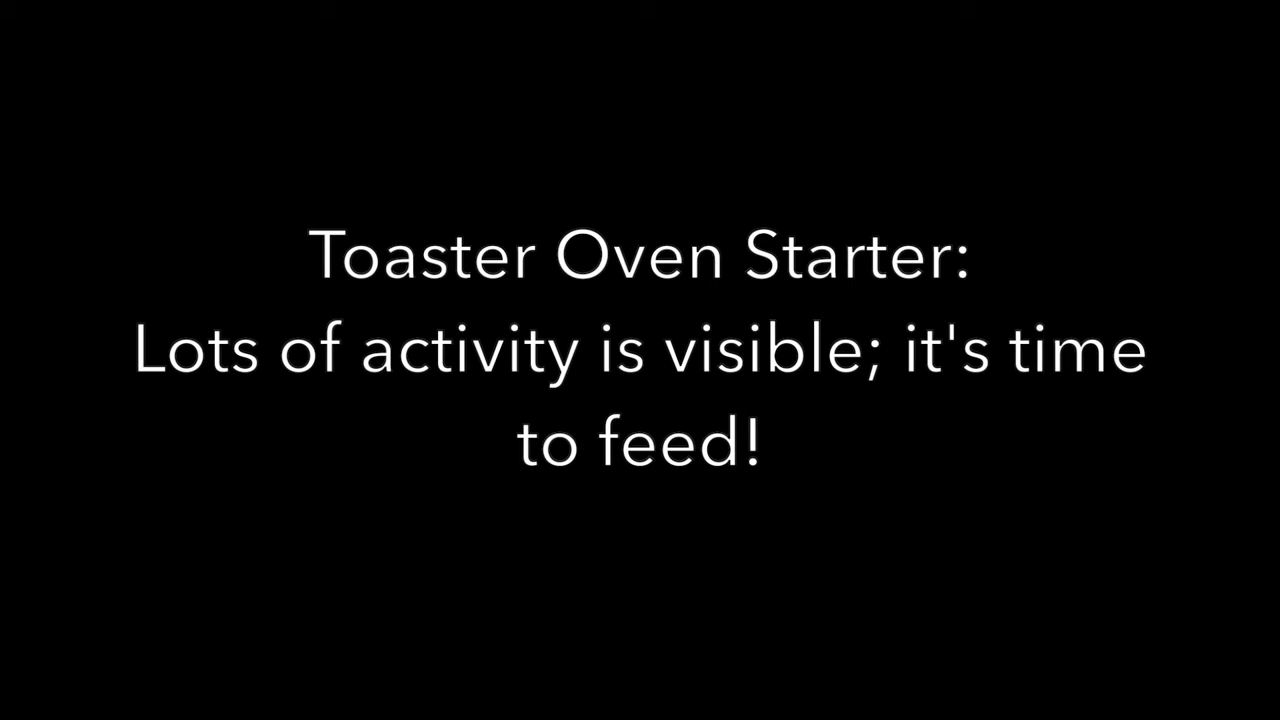 Toaster Oven Starter:
Lots of activity is visible; it's time
to feed!